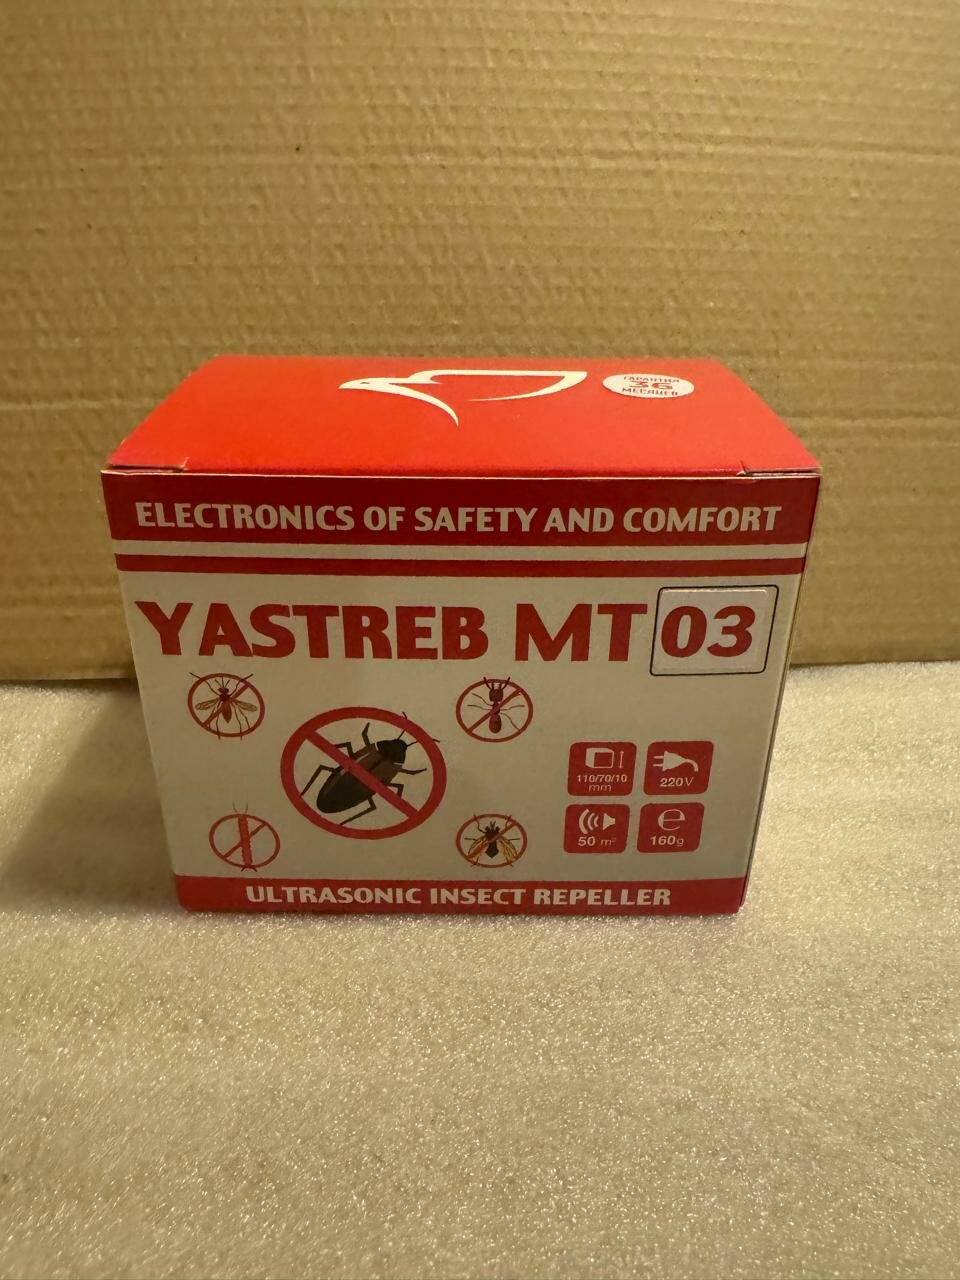 ГАРАНТИЯ
36
МЕСЯЦЕВ
ELECTRONICS OF SAFETY AND COMFORT
YASTREB MT 03
110/70/10
mm
220V
50 m²
e
160g
ULTRASONIC INSECT REPELLER